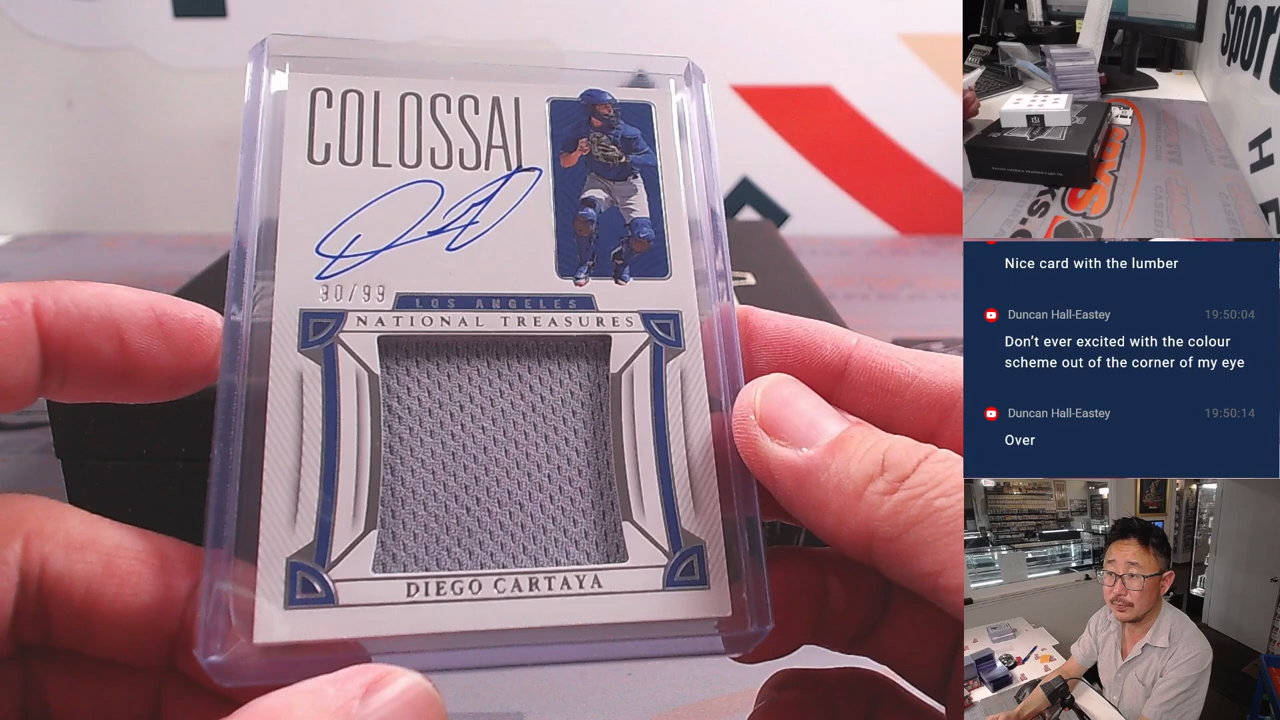 COLOSSAL
90/99
LOS ANGELES
NATIONAL TREASURES
DIEGO CARTAYA
Nice card with the lumber
Duncan Hall-Eastey 19:50:04
Don't ever excited with the colour
scheme out of the corner of my eye
Duncan Hall-Eastey 19:50:14
Over